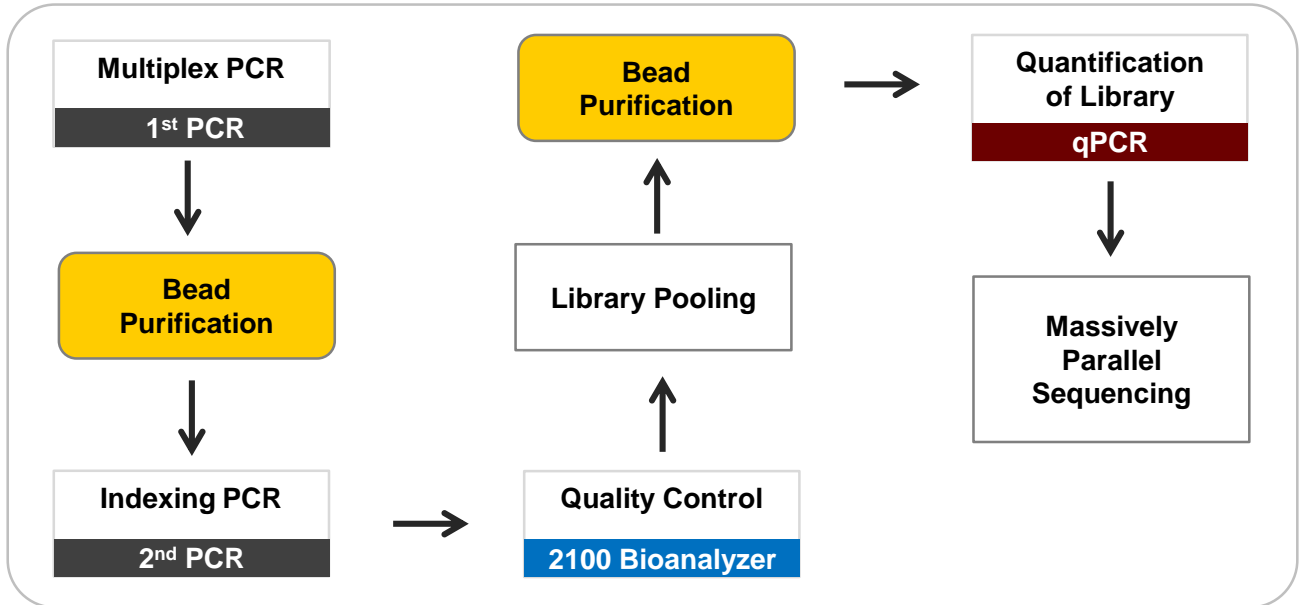 Multiplex PCR
1st PCR
Bead
Purification
Indexing PCR
2nd PCR
Quality Control
2100 Bioanalyzer
Library Pooling
Bead
Purification
Quantification
of Library
qPCR
Massively
Parallel
Sequencing